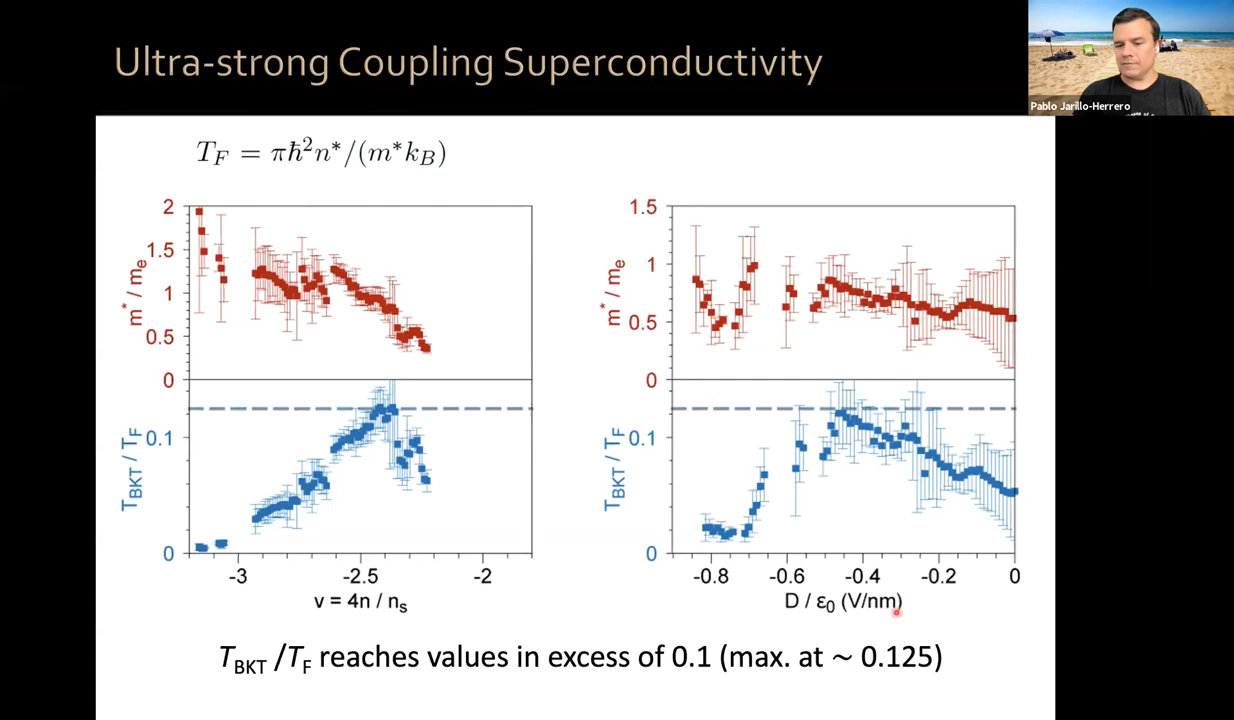 Ultra-strong Coupling Superconductivity
Pablo Jarillo-Herrero
T_F = πħ²n*/(m*k_B)
2
1.5
1
0.5
0
m* / m_e
0.1
0
T_BKT / T_F
-3
-2.5
-2
ν = 4n / n_s
1.5
1
0.5
0
m* / m_e
0.1
0
T_BKT / T_F
-0.8
-0.6
-0.4
-0.2
0
D / ε₀ (V/nm)
T_BKT /T_F reaches values in excess of 0.1 (max. at ~ 0.125)